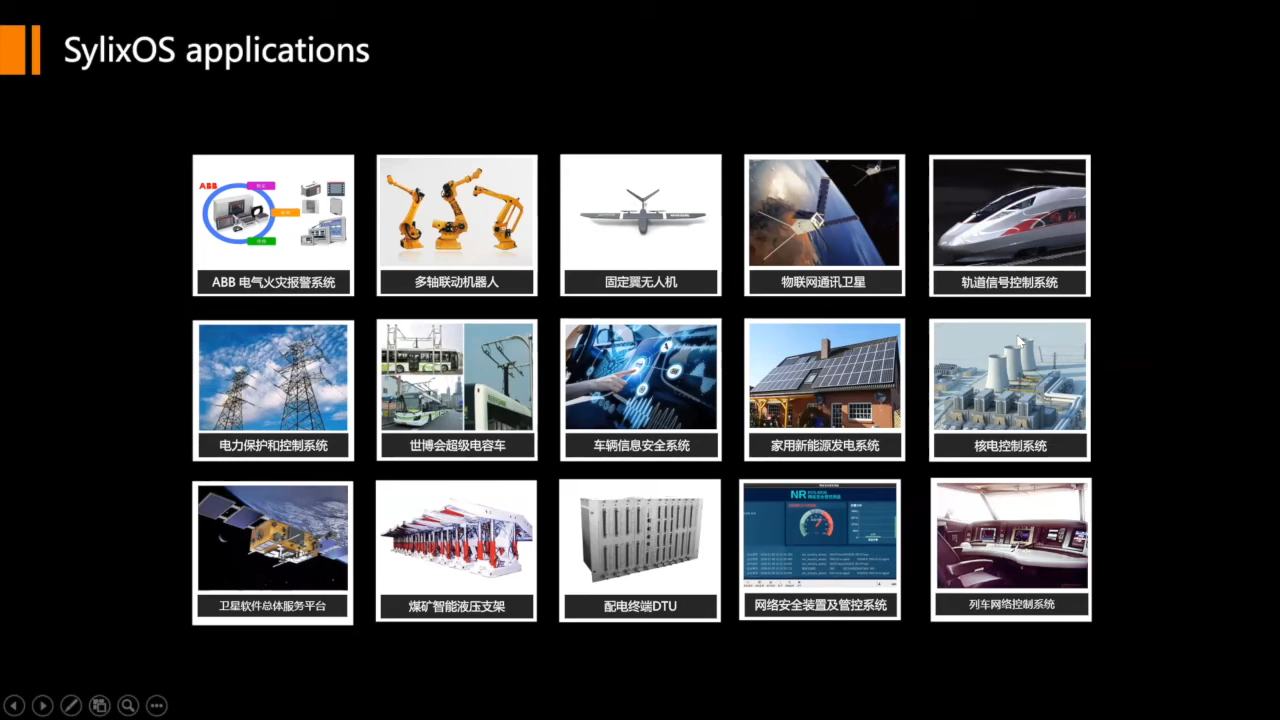 SylixOS applications
ABB
ABB 电气火灾报警系统
多轴联动机器人
固定翼无人机
物联网通讯卫星
轨道信号控制系统
电力保护和控制系统
世博会超级电容车
车辆信息安全系统
家用新能源发电系统
核电控制系统
NR
卫星软件总体服务平台
煤矿智能液压支架
配电终端DTU
网络安全装置及管控系统
列车网络控制系统